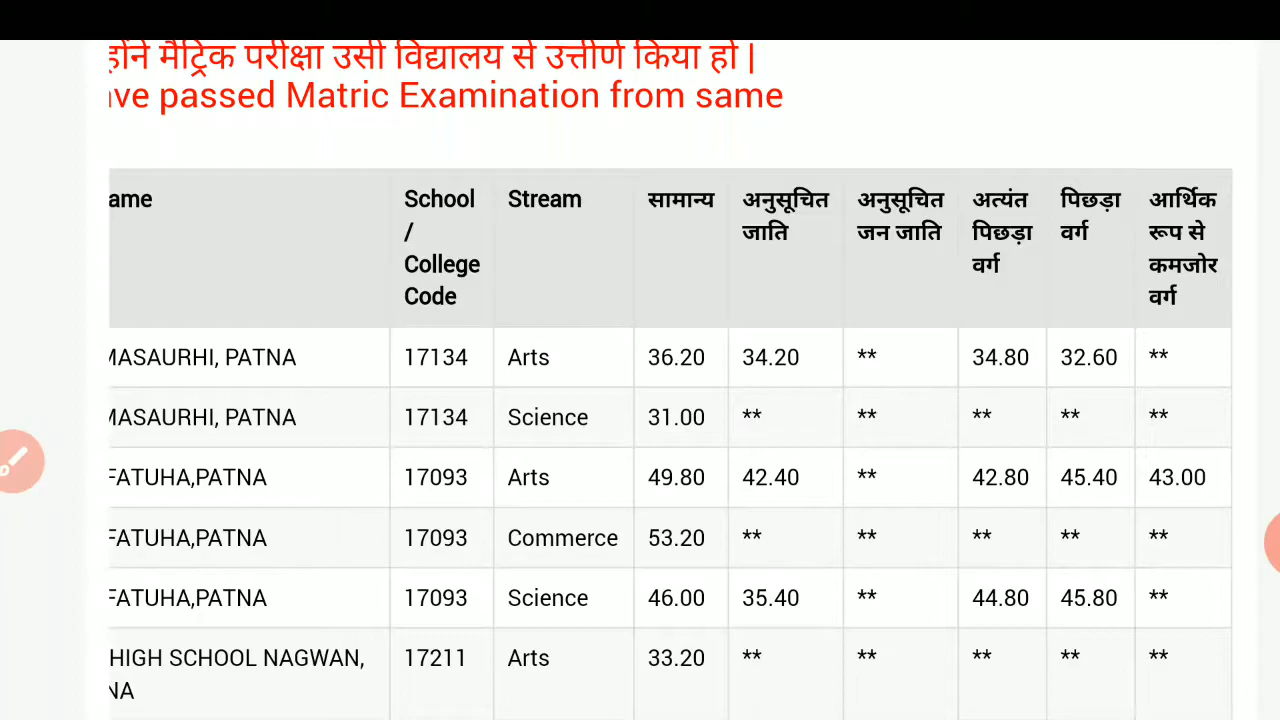 मैट्रिक परीक्षा उसी विद्यालय से उत्तीर्ण किया हो |
passed Matric Examination from same
School / College Code Stream सामान्य अनुसूचित जाति अनुसूचित जन जाति अत्यंत पिछड़ा वर्ग पिछड़ा वर्ग आर्थिक रूप से कमजोर वर्ग
MASAURHI, PATNA 17134 Arts 36.20 34.20 ** 34.80 32.60 **
MASAURHI, PATNA 17134 Science 31.00 ** ** ** ** **
FATUHA,PATNA 17093 Arts 49.80 42.40 ** 42.80 45.40 43.00
FATUHA,PATNA 17093 Commerce 53.20 ** ** ** ** **
FATUHA,PATNA 17093 Science 46.00 35.40 ** 44.80 45.80 **
HIGH SCHOOL NAGWAN, 17211 Arts 33.20 ** ** ** ** **